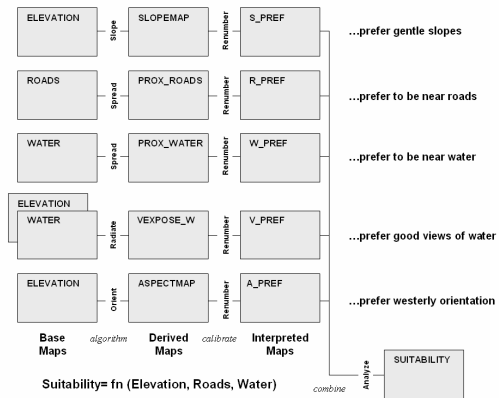 ELEVATION
Slope
SLOPEMAP
Renumber
S_PREF
...prefer gentle slopes
ROADS
Spread
PROX_ROADS
Renumber
R_PREF
...prefer to be near roads
WATER
Spread
PROX_WATER
Renumber
W_PREF
...prefer to be near water
ELEVATION
WATER
Radiate
VEXPOSE_W
Renumber
V_PREF
...prefer good views of water
ELEVATION
Orient
ASPECTMAP
Renumber
A_PREF
...prefer westerly orientation
Base
Maps
algorithm
Derived
Maps
calibrate
Interpreted
Maps
Suitability= fn (Elevation, Roads, Water)
combine
Analyze
SUITABILITY